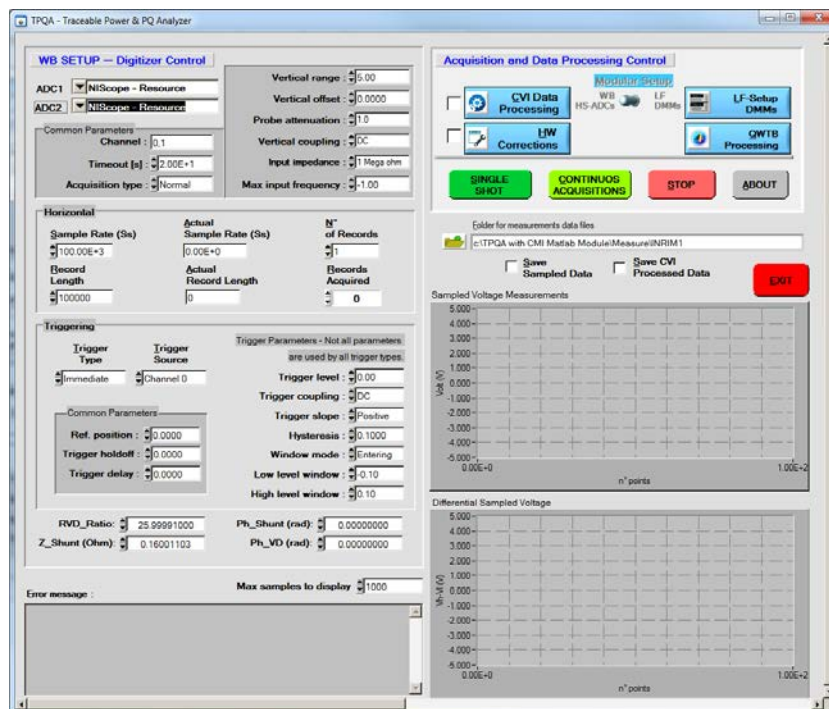 TPQA - Traceable Power & PQ Analyzer
WB SETUP – Digitizer Control
ADC1 NIScope - Resource
ADC2 NIScope - Resource
Common Parameters
Channel : 0,1
Timeout [s] : 2.00E+1
Acquisition type : Normal
Vertical range : 5.00
Vertical offset : 0.0000
Probe attenuation : 1.0
Vertical coupling : DC
Input impedance : 1 Mega ohm
Max input frequency : -1.00
Horizontal
Sample Rate (Ss)
100.00E+3
Actual
Sample Rate (Ss)
0.00E+0
N°
of Records
1
Record
Length
100000
Actual
Record Length
0
Records
Acquired
0
Triggering
Trigger
Type
Immediate
Trigger
Source
Channel 0
Common Parameters
Ref. position : 0.0000
Trigger holdoff : 0.0000
Trigger delay : 0.0000
Trigger Parameters - Not all parameters
are used by all trigger types.
Trigger level : 0.00
Trigger coupling : DC
Trigger slope : Positive
Hysteresis : 0.1000
Window mode : Entering
Low level window : -0.10
High level window : 0.10
RVD_Ratio: 25.99991000
Ph_Shunt (rad): 0.00000000
Z_Shunt (Ohm): 0.16001103
Ph_VD (rad): 0.00000000
Max samples to display 1000
Error message :
Acquisition and Data Processing Control
Modular Setup
CVI Data
Processing
WB
HS-ADCs
LF
DMMs
LF-Setup
DMMs
HW
Corrections
QWTB
Processing
SINGLE
SHOT
CONTINUOS
ACQUISITIONS
STOP
ABOUT
Folder for measurements data files
c:\TPQA with CMI Matlab Module\Measure\INRIM1
Save
Sampled Data
Save CVI
Processed Data
EXIT
Sampled Voltage Measurements
Volt (V)
5.000
4.000
3.000
2.000
1.000
0.000
-1.000
-2.000
-3.000
-4.000
-5.000
0.00E+0
1.00E+2
n° points
Differential Sampled Voltage
Vh-Vl (V)
5.000
4.000
3.000
2.000
1.000
0.000
-1.000
-2.000
-3.000
-4.000
-5.000
0.00E+0
1.00E+2
n° points